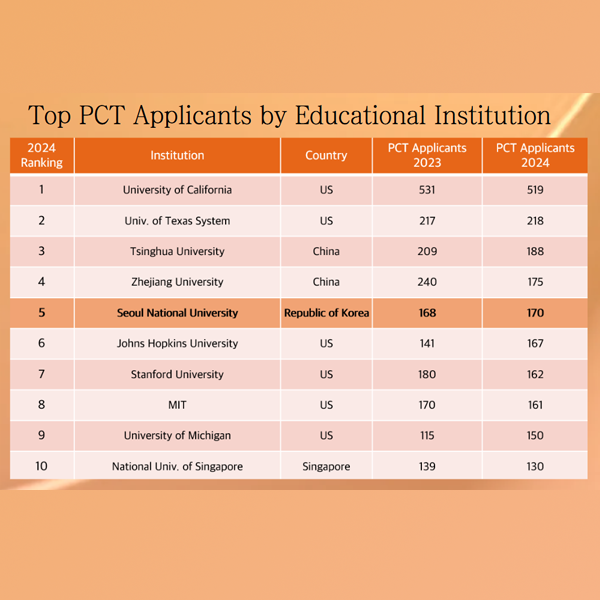 Top PCT Applicants by Educational Institution
2024 Ranking Institution Country PCT Applicants 2023 PCT Applicants 2024
1 University of California US 531 519
2 Univ. of Texas System US 217 218
3 Tsinghua University China 209 188
4 Zhejiang University China 240 175
5 Seoul National University Republic of Korea 168 170
6 Johns Hopkins University US 141 167
7 Stanford University US 180 162
8 MIT US 170 161
9 University of Michigan US 115 150
10 National Univ. of Singapore Singapore 139 130